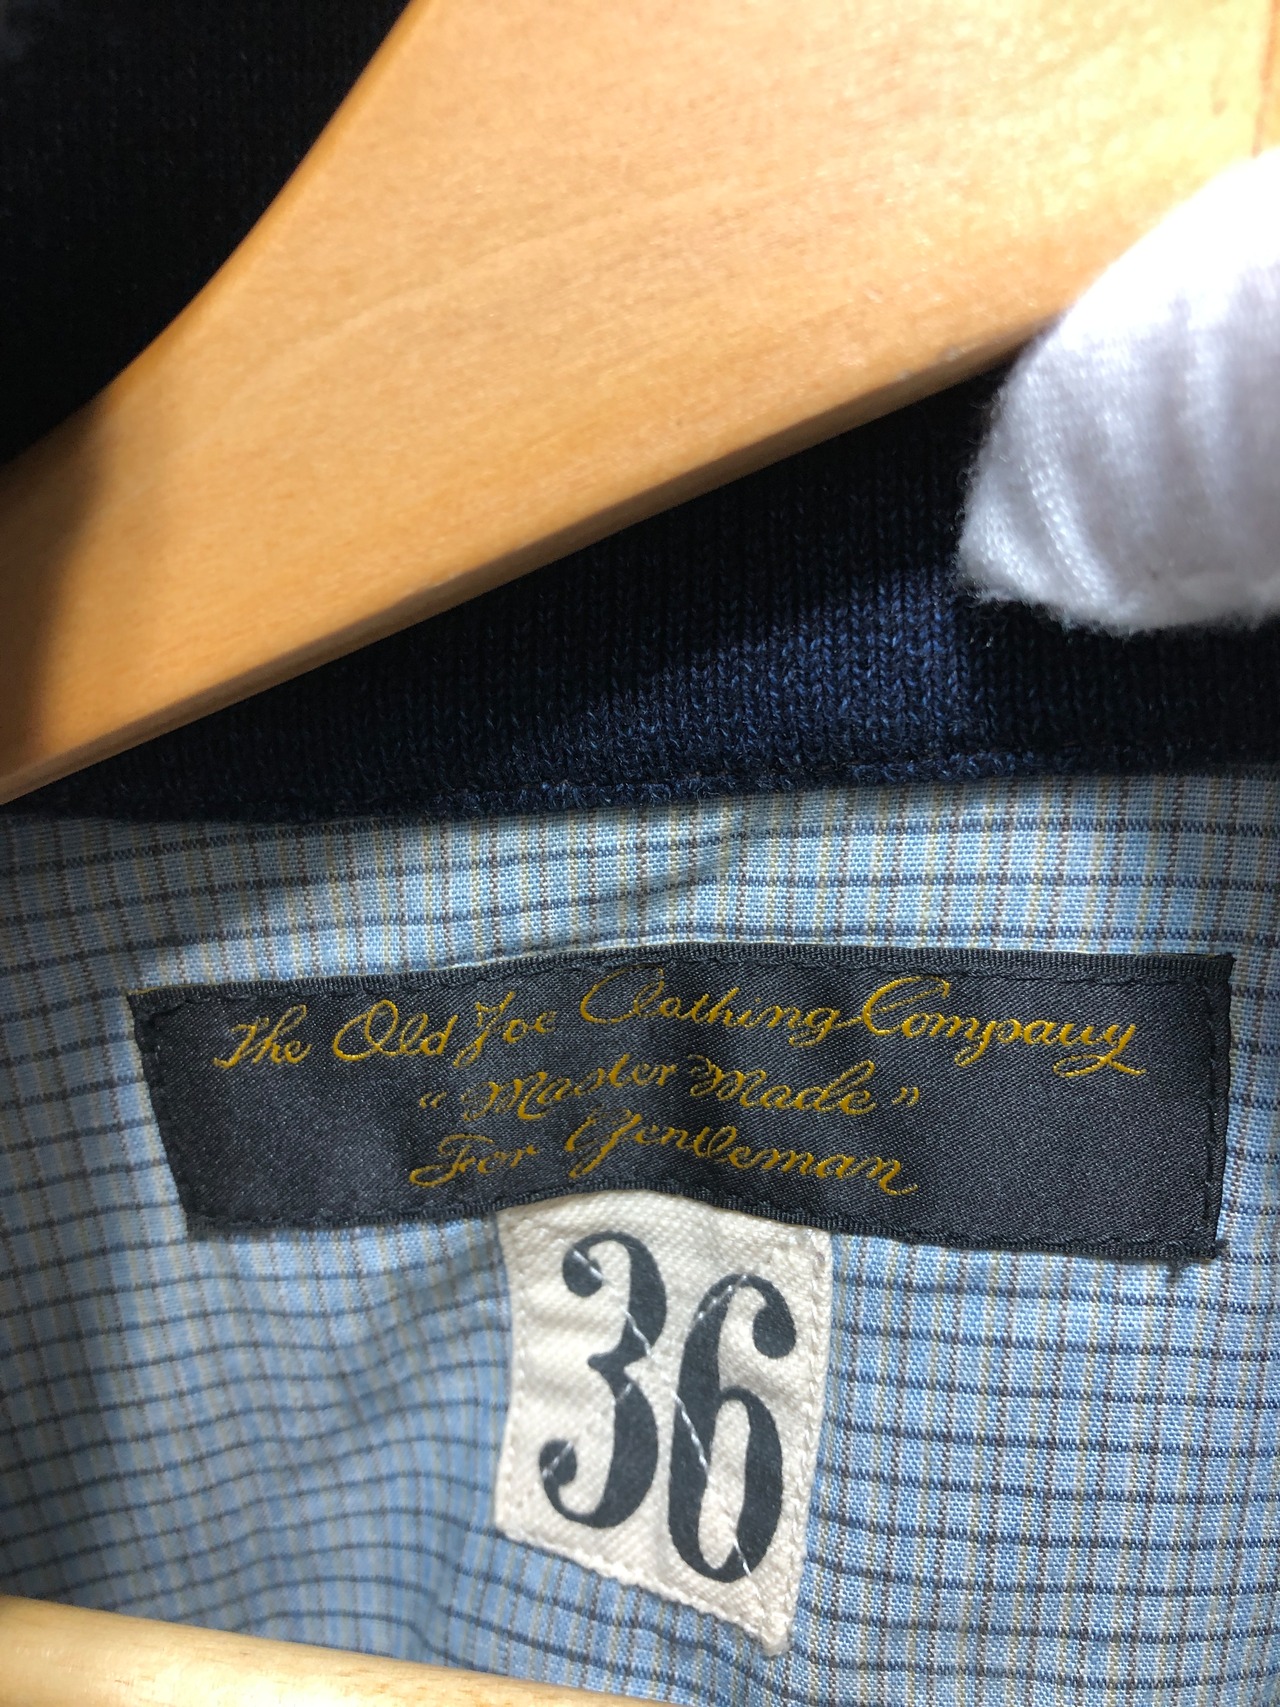 The Old Joe Clothing Company
"Master Made"
For Gentleman
36